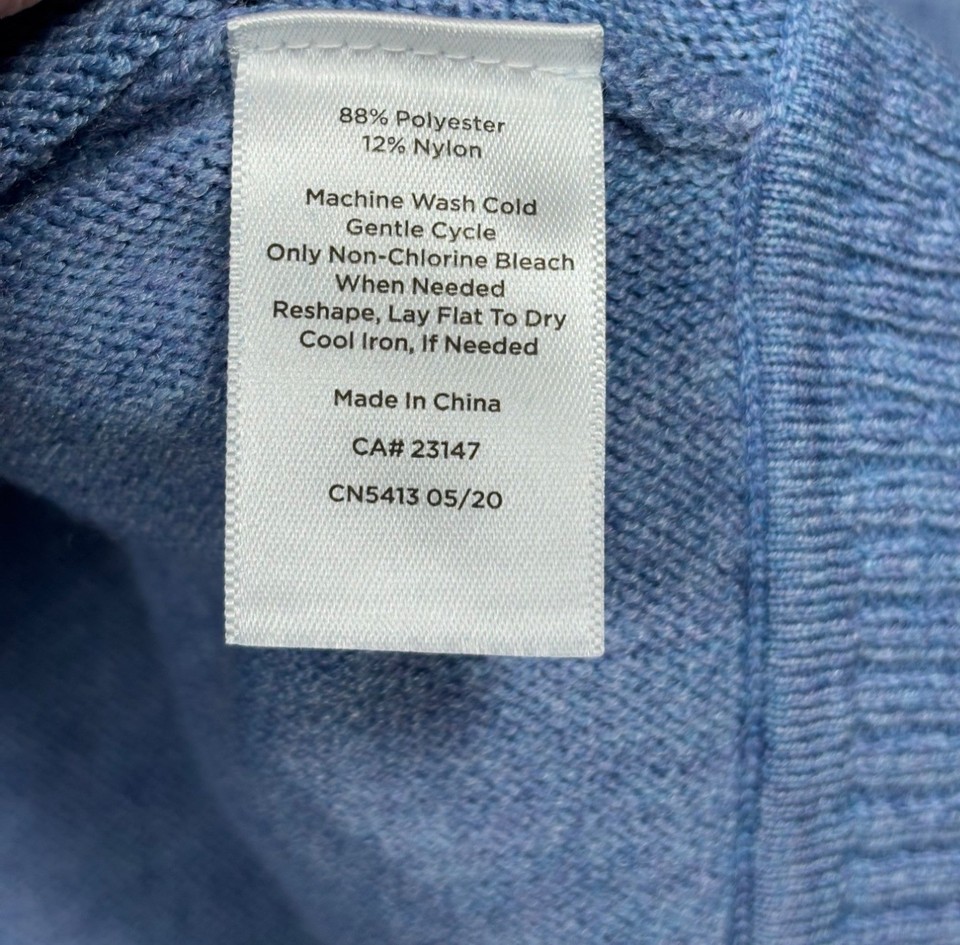 88% Polyester
12% Nylon
Machine Wash Cold
Gentle Cycle
Only Non-Chlorine Bleach
When Needed
Reshape, Lay Flat To Dry
Cool Iron, If Needed
Made In China
CA# 23147
CN5413 05/20